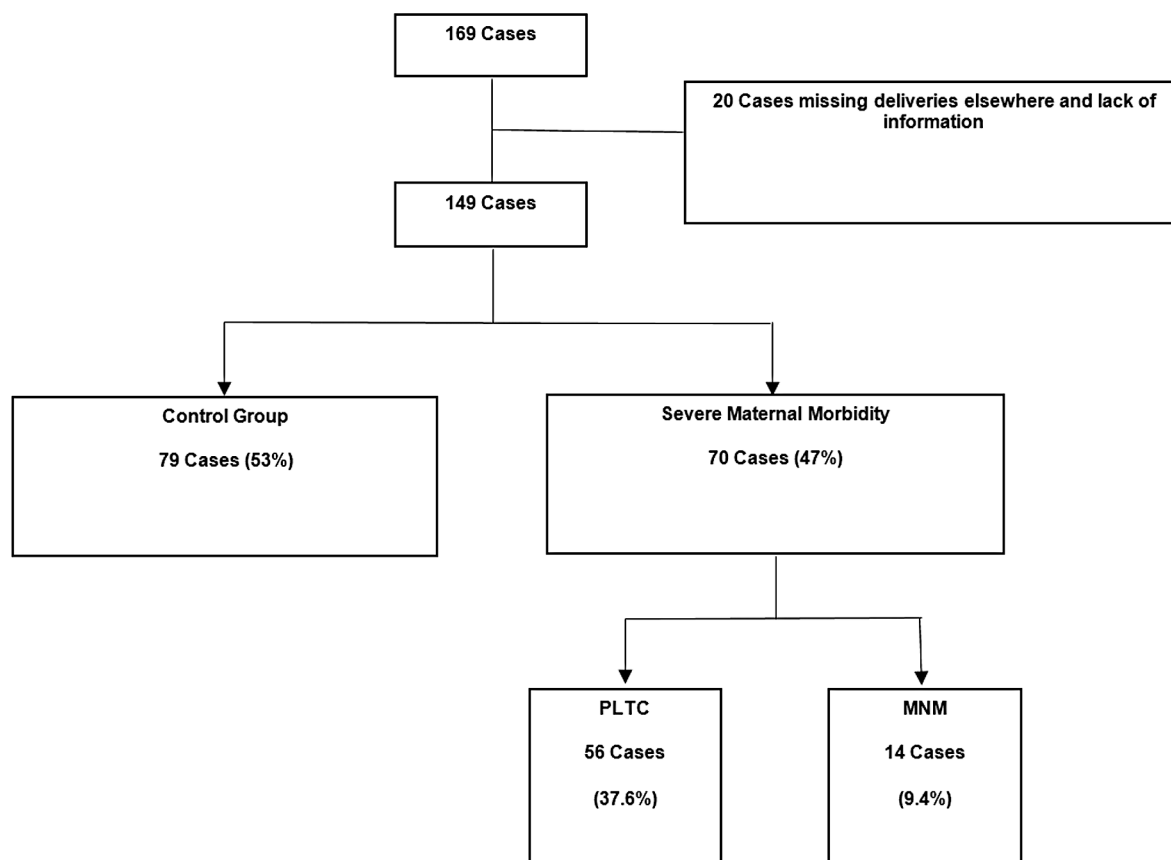 169 Cases
20 Cases missing deliveries elsewhere and lack of
information
149 Cases
Control Group
79 Cases (53%)
Severe Maternal Morbidity
70 Cases (47%)
PLTC
56 Cases
(37.6%)
MNM
14 Cases
(9.4%)